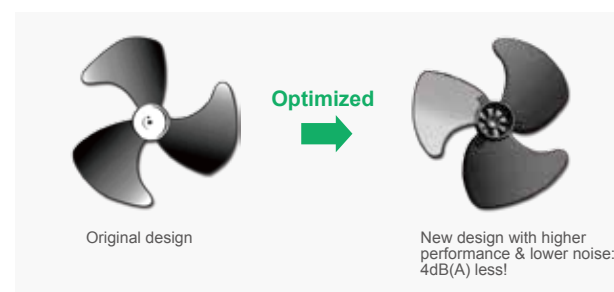 Optimized
Original design
New design with higher
performance & lower noise:
4dB(A) less!